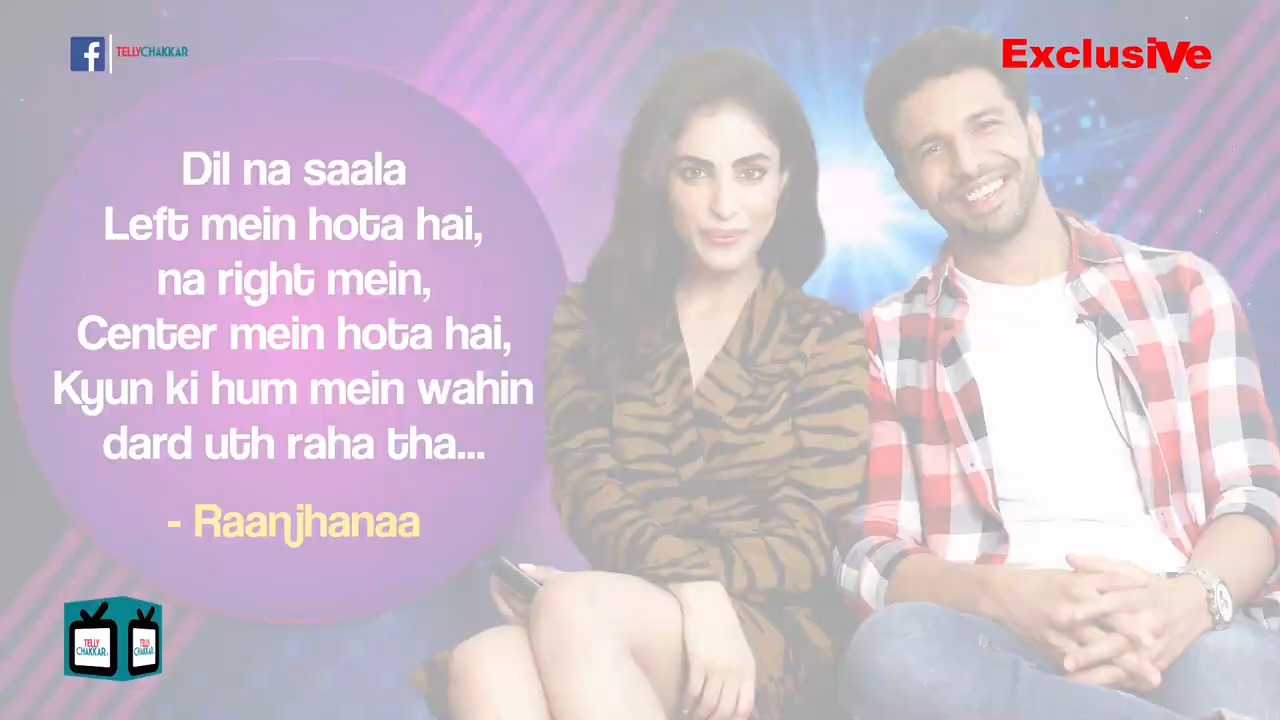 f TELLYCHAKKAR
Exclusive
Dil na saala
Left mein hota hai,
na right mein,
Center mein hota hai,
Kyun ki hum mein wahin
dard uth raha tha...
- Raanjhanaa
TELLY
CHAKKAR
TELLY
CHAKKAR